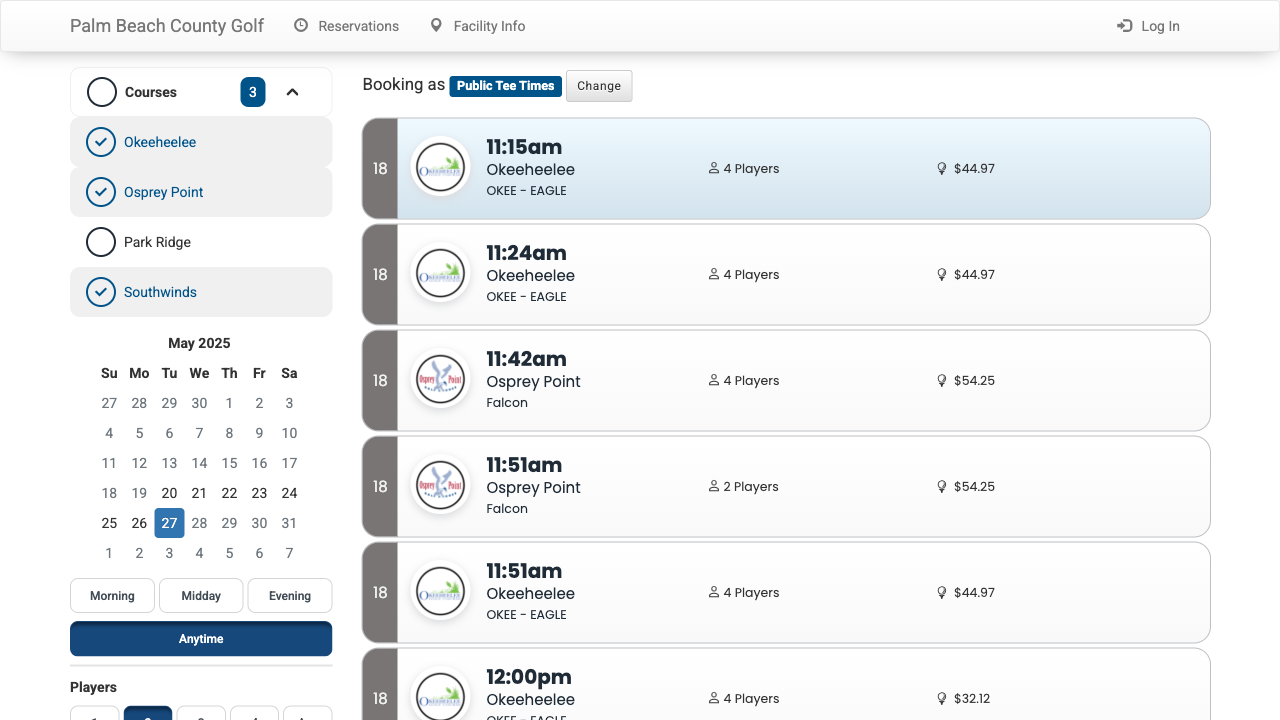 Palm Beach County Golf
Reservations
Facility Info
Log In
Courses
3
Okeeheelee
Osprey Point
Park Ridge
Southwinds
May 2025
Su Mo Tu We Th Fr Sa
27 28 29 30 1 2 3
4 5 6 7 8 9 10
11 12 13 14 15 16 17
18 19 20 21 22 23 24
25 26 27 28 29 30 31
1 2 3 4 5 6 7
Morning
Midday
Evening
Anytime
Players
Booking as Public Tee Times Change
18
11:15am
Okeeheelee
OKEE - EAGLE
4 Players
$44.97
18
11:24am
Okeeheelee
OKEE - EAGLE
4 Players
$44.97
18
Osprey Point
11:42am
Osprey Point
Falcon
4 Players
$54.25
18
Osprey Point
11:51am
Osprey Point
Falcon
2 Players
$54.25
18
11:51am
Okeeheelee
OKEE - EAGLE
4 Players
$44.97
18
12:00pm
Okeeheelee
OKEE - EAGLE
4 Players
$32.12